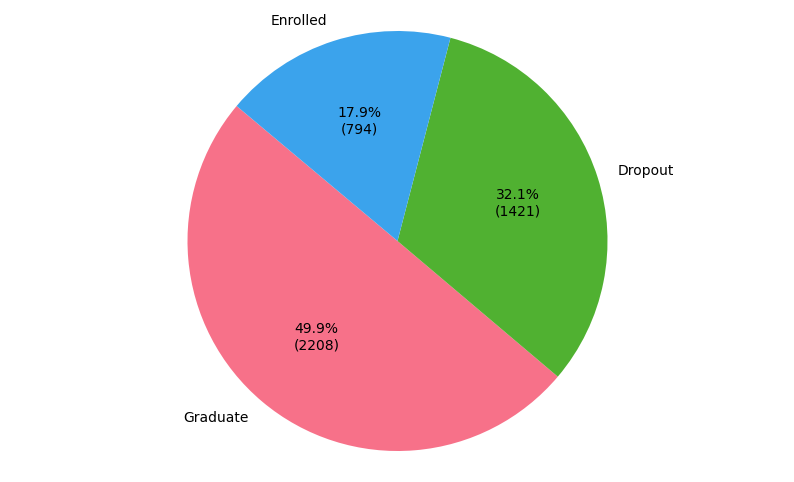 Enrolled
17.9%
(794)
Dropout
32.1%
(1421)
49.9%
(2208)
Graduate